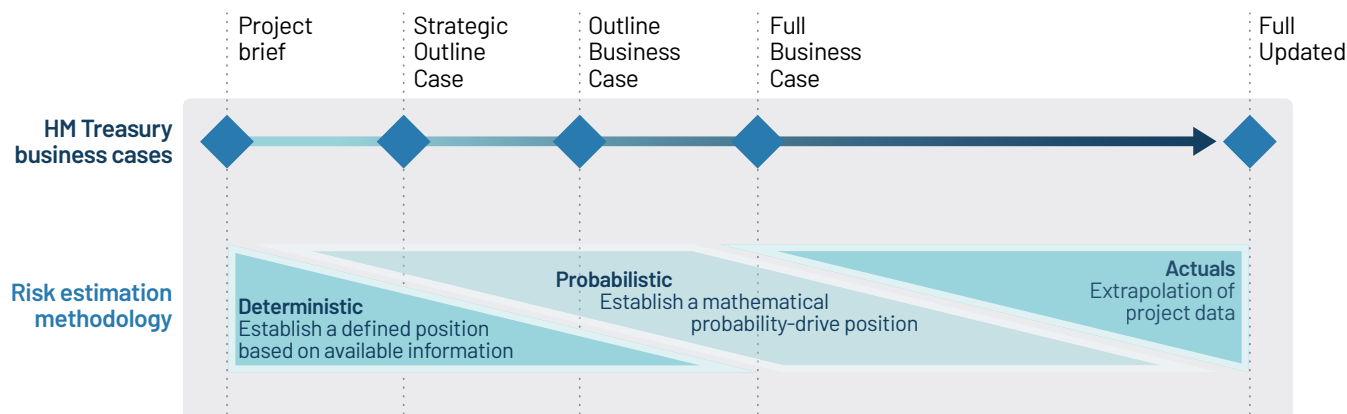 Project
brief
Strategic
Outline
Case
Outline
Business
Case
Full
Business
Case
Full
Updated
HM Treasury
business cases
Risk estimation
methodology
Deterministic
Establish a defined position
based on available information
Probabilistic
Establish a mathematical
probability-drive position
Actuals
Extrapolation of
project data